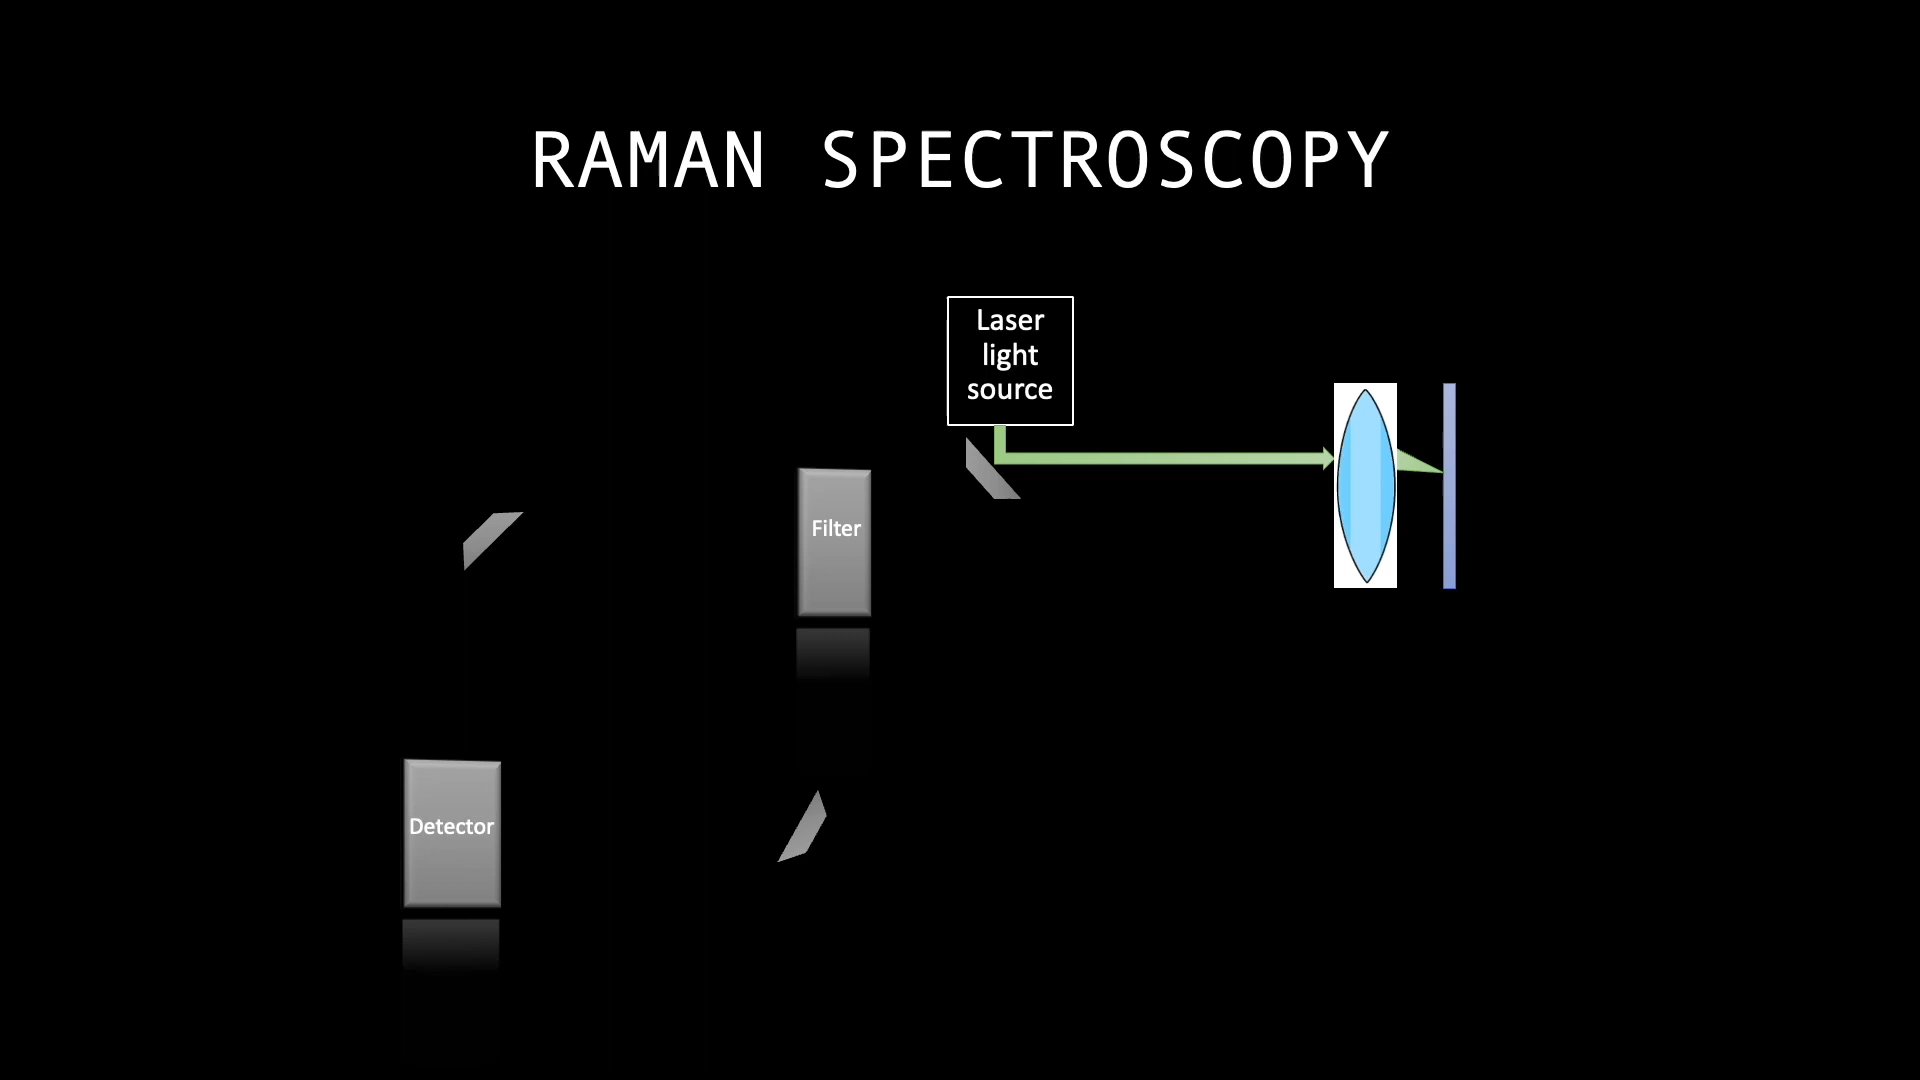 RAMAN SPECTROSCOPY
Laser
light
source
Filter
Detector